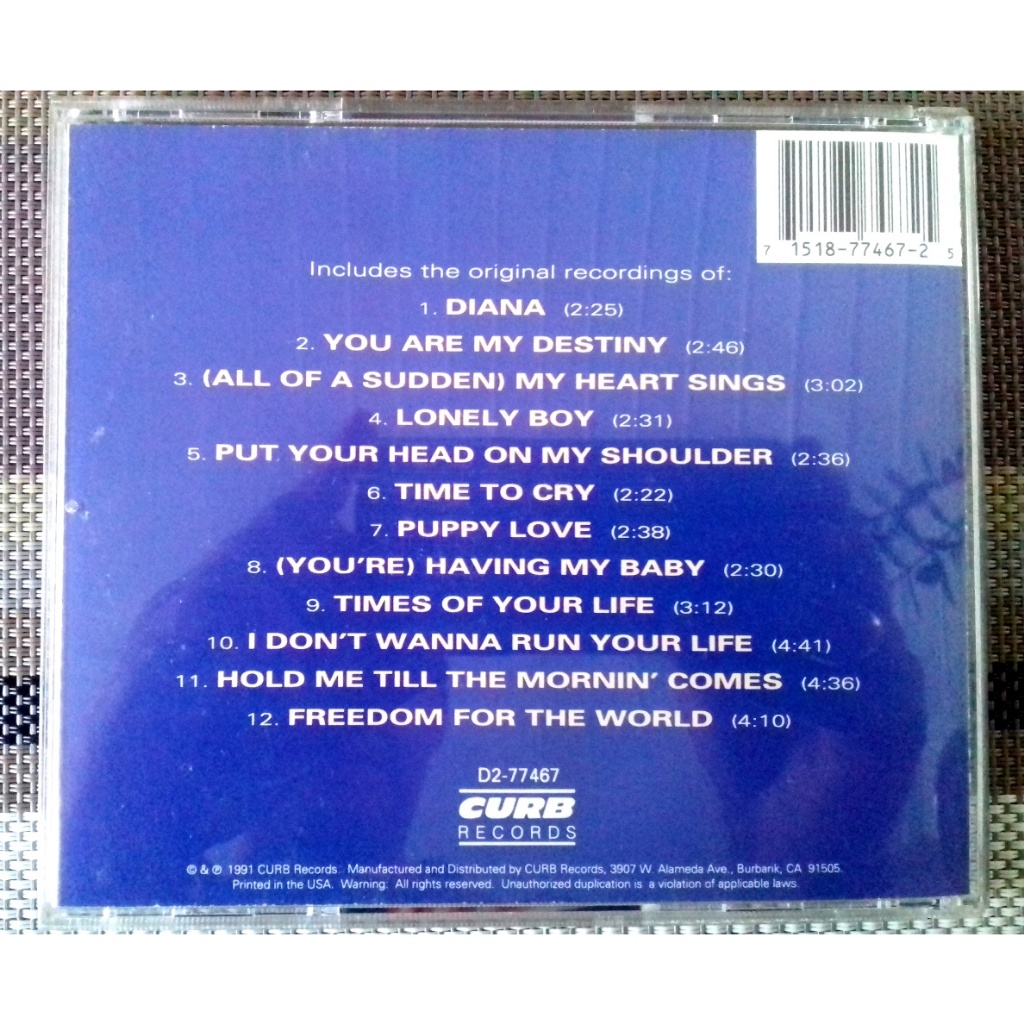 7 1518-77467-2 5
Includes the original recordings of:
1. DIANA (2:25)
2. YOU ARE MY DESTINY (2:46)
3. (ALL OF A SUDDEN) MY HEART SINGS (3:02)
4. LONELY BOY (2:31)
5. PUT YOUR HEAD ON MY SHOULDER (2:36)
6. TIME TO CRY (2:22)
7. PUPPY LOVE (2:38)
8. (YOU'RE) HAVING MY BABY (2:30)
9. TIMES OF YOUR LIFE (3:12)
10. I DON'T WANNA RUN YOUR LIFE (4:41)
11. HOLD ME TILL THE MORNIN' COMES (4:36)
12. FREEDOM FOR THE WORLD (4:10)
D2-77467
CURB
RECORDS
© & ℗ 1991 CURB Records. Manufactured and Distributed by CURB Records, 3907 W. Alameda Ave., Burbank, CA 91505.
Printed in the USA. Warning: All rights reserved. Unauthorized duplication is a violation of applicable laws.